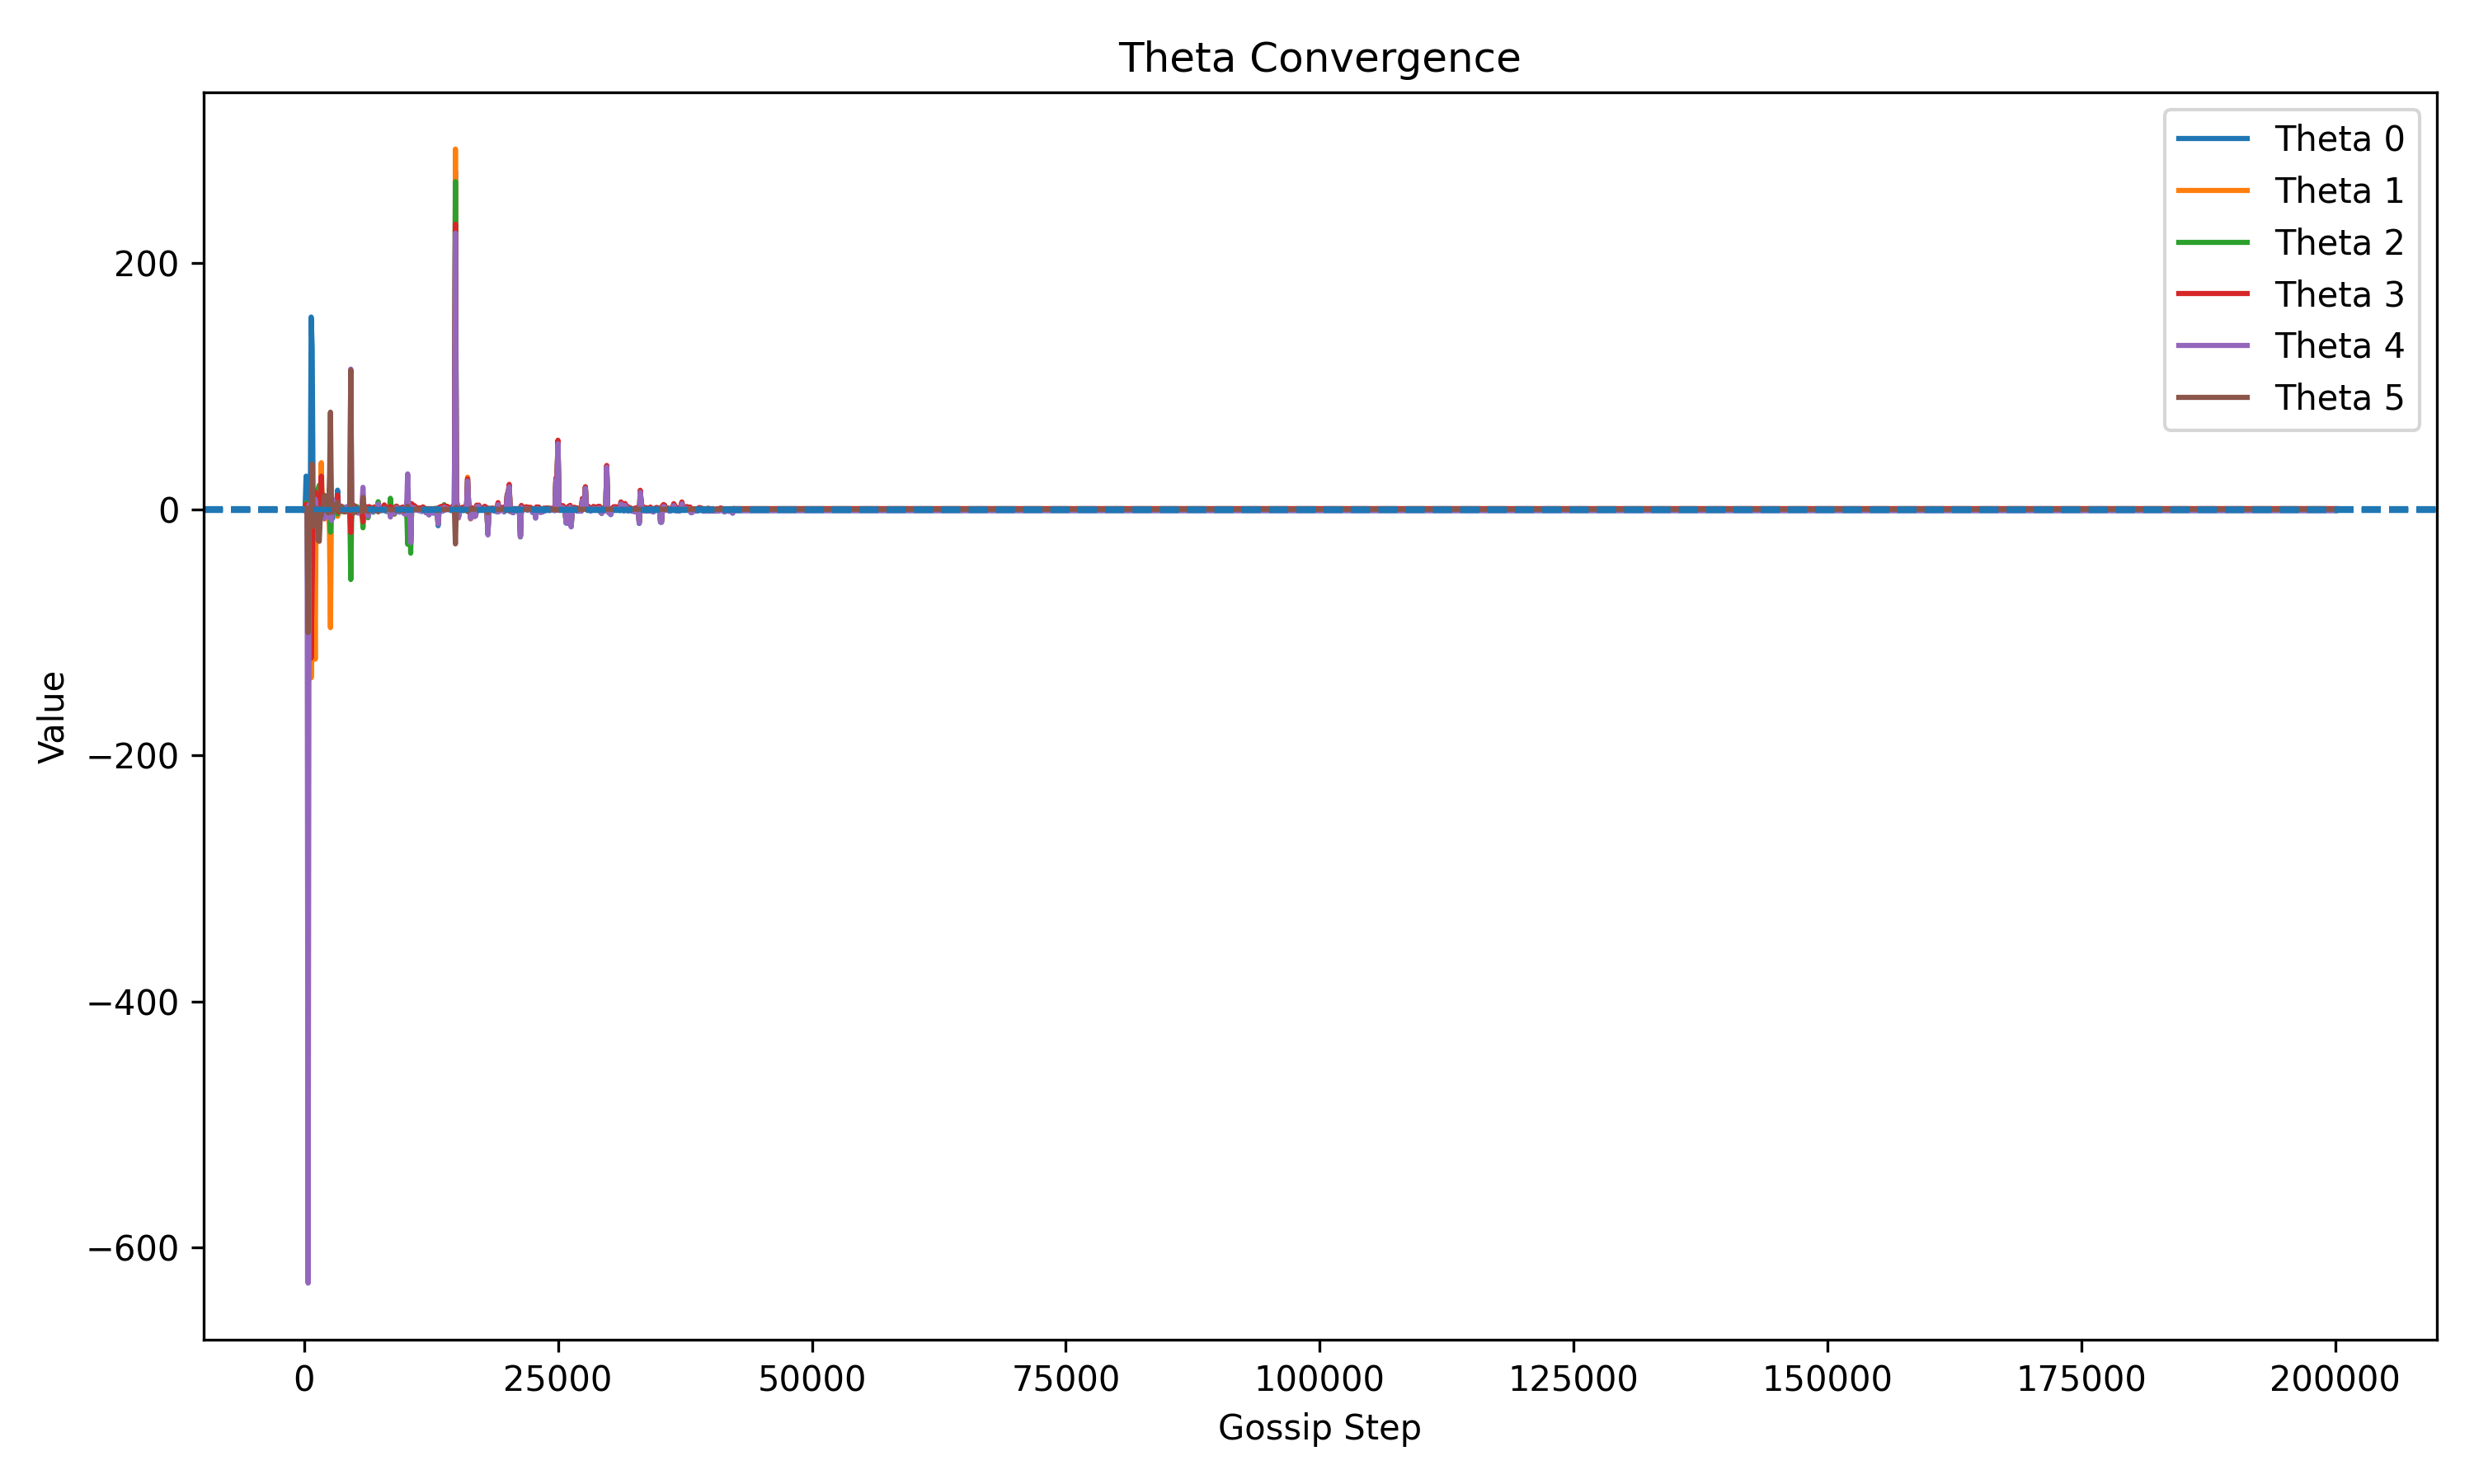 Theta Convergence
Theta 0
Theta 1
Theta 2
Theta 3
Theta 4
Theta 5
200
0
−200
−400
−600
Value
0 25000 50000 75000 100000 125000 150000 175000 200000
Gossip Step